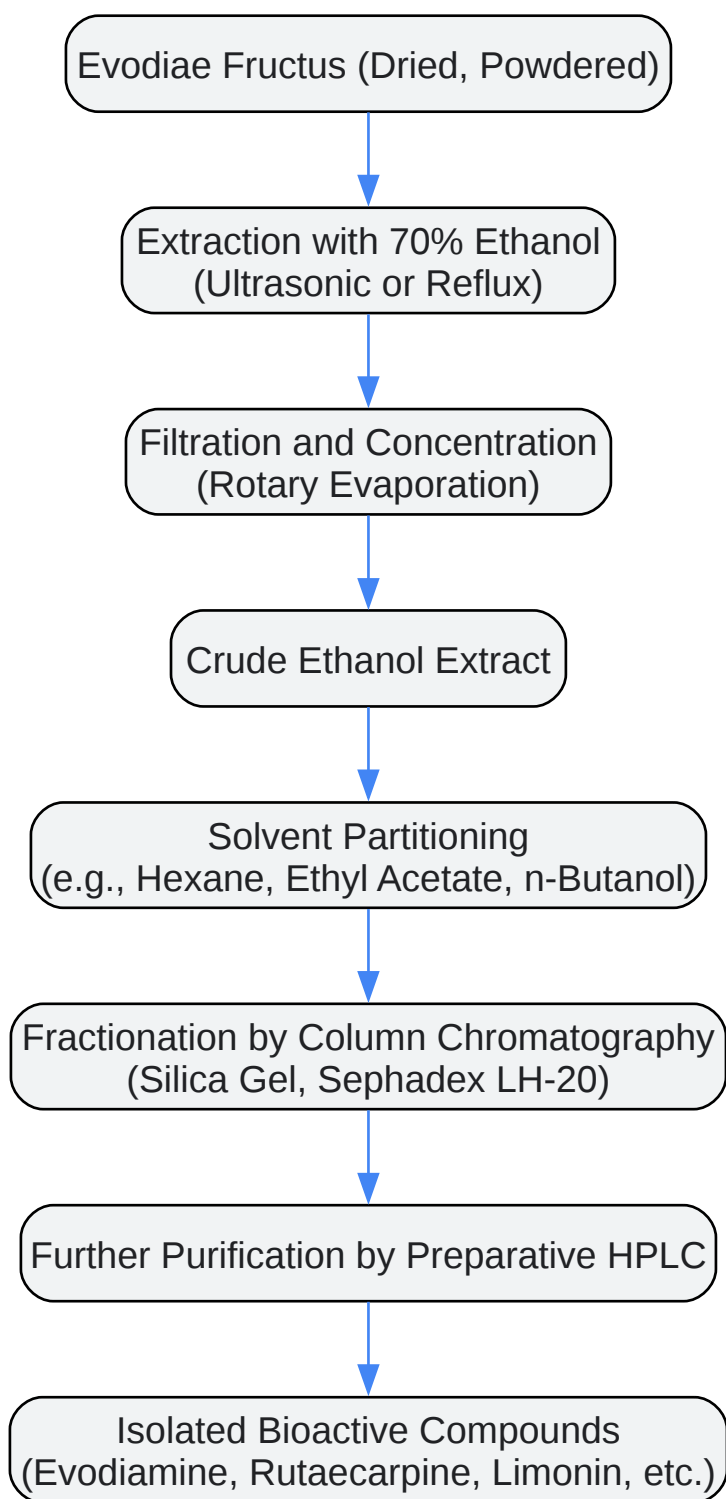 Evodiae Fructus (Dried, Powdered)
Extraction with 70% Ethanol
(Ultrasonic or Reflux)
Filtration and Concentration
(Rotary Evaporation)
Crude Ethanol Extract
Solvent Partitioning
(e.g., Hexane, Ethyl Acetate, n-Butanol)
Fractionation by Column Chromatography
(Silica Gel, Sephadex LH-20)
Further Purification by Preparative HPLC
Isolated Bioactive Compounds
(Evodiamine, Rutaecarpine, Limonin, etc.)